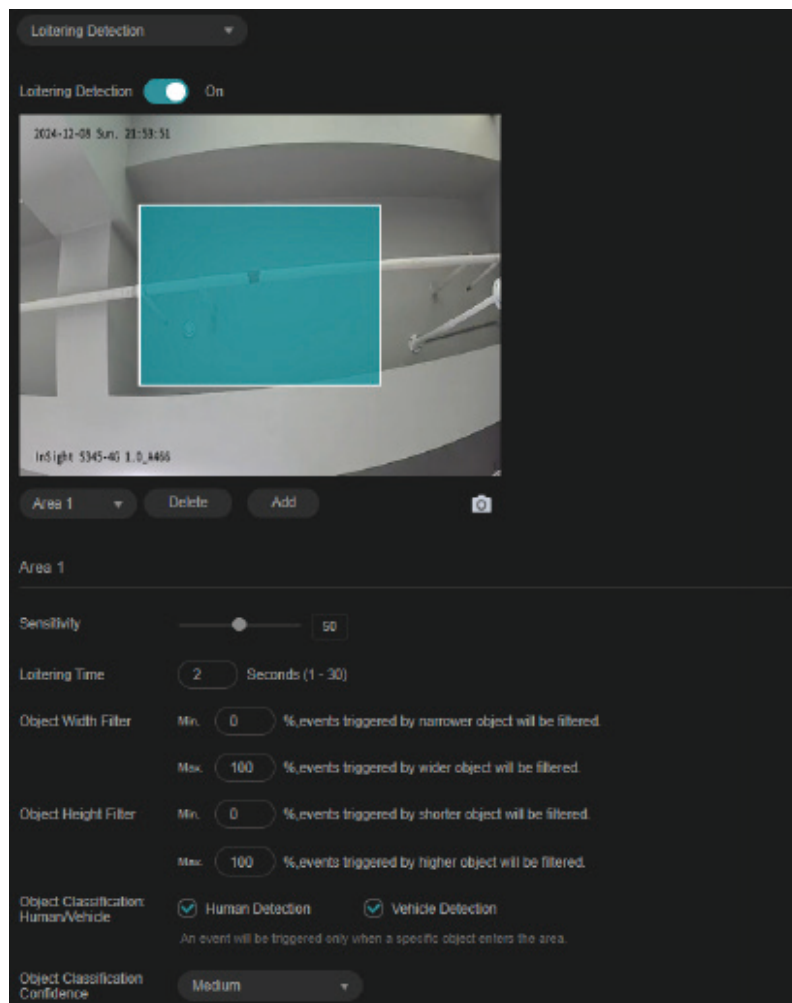 Loitering Detection
Loitering Detection On
2024-12-08 Sun. 21:53:51
InSight S345-4G 1.0_A466
Area 1 Delete Add
Area 1
Sensitivity 50
Loitering Time 2 Seconds (1 - 30)
Object Width Filter Min. 0 %,events triggered by narrower object will be filtered.
Max. 100 %,events triggered by wider object will be filtered.
Object Height Filter Min. 0 %,events triggered by shorter object will be filtered.
Max. 100 %,events triggered by higher object will be filtered.
Object Classification:
Human/Vehicle Human Detection Vehicle Detection
An event will be triggered only when a specific object enters the area.
Object Classification
Confidence Medium